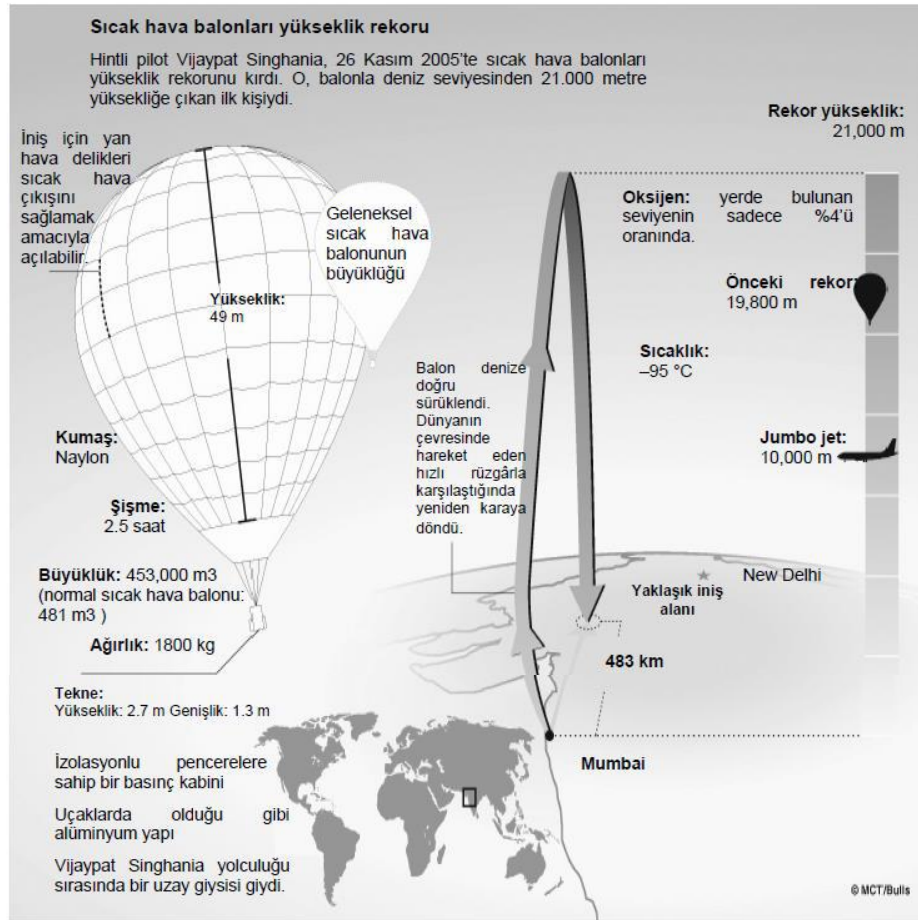 Sıcak hava balonları yükseklik rekoru
Hintli pilot Vijaypat Singhania, 26 Kasım 2005'te sıcak hava balonları
yükseklik rekorunu kırdı. O, balonla deniz seviyesinden 21.000 metre
yüksekliğe çıkan ilk kişiydi.
İniş için yan
hava delikleri
sıcak hava
çıkışını
sağlamak
amacıyla
açılabilir.
Geleneksel
sıcak hava
balonunun
büyüklüğü
Yükseklik:
49 m
Kumaş:
Naylon
Şişme:
2.5 saat
Büyüklük: 453,000 m3
(normal sıcak hava balonu:
481 m3 )
Ağırlık: 1800 kg
Tekne:
Yükseklik: 2.7 m Genişlik: 1.3 m
İzolasyonlu pencerelere
sahip bir basınç kabini
Uçaklarda olduğu gibi
alüminyum yapı
Vijaypat Singhania yolculuğu
sırasında bir uzay giysisi giydi.
Rekor yükseklik:
21,000 m
Oksijen: yerde bulunan
seviyenin sadece %4'ü
oranında.
Önceki rekor:
19,800 m
Sıcaklık:
–95 °C
Balon denize
doğru
sürüklendi.
Dünyanın
çevresinde
hareket eden
hızlı rüzgârla
karşılaştığında
yeniden karaya
döndü.
Jumbo jet:
10,000 m
New Delhi
Yaklaşık iniş
alanı
483 km
Mumbai
© MCT/Bulls